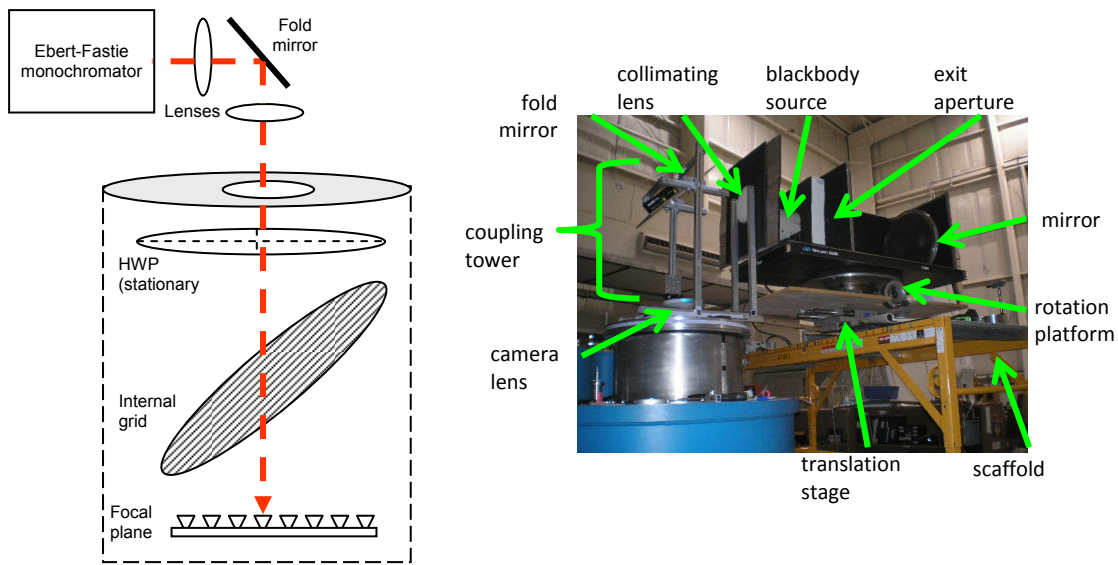 Ebert-Fastie
monochromator
Fold
mirror
Lenses
HWP
(stationary
Internal
grid
Focal
plane
fold
mirror
collimating
lens
blackbody
source
exit
aperture
coupling
tower
mirror
camera
lens
rotation
platform
translation
stage
scaffold